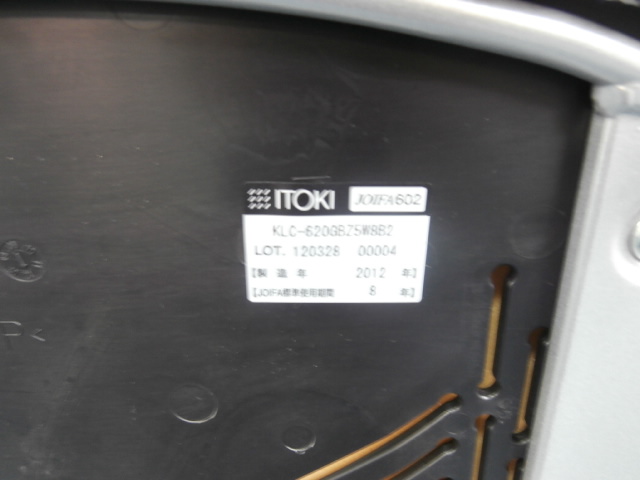 ITOKI JOIFA602
KLC-620GBZ5W8B2
LOT. 120328 00004
【製 造 年 2012 年】
【JOIFA標準使用期間 8 年】
P<